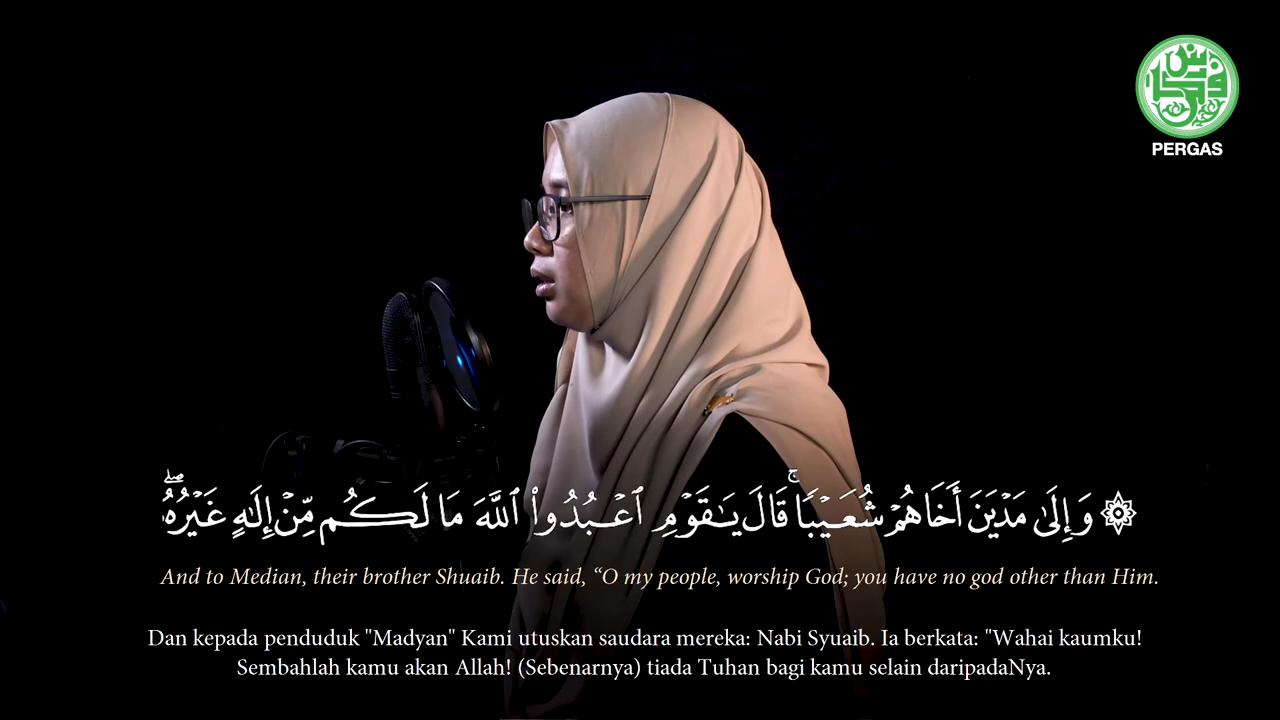 PERGAS
۞ وَإِلَىٰ مَدْيَنَ أَخَاهُمْ شُعَيْبًا ۚ قَالَ يَـٰقَوْمِ ٱعْبُدُوا۟ ٱللَّهَ مَا لَكُم مِّنْ إِلَـٰهٍ غَيْرُهُۥ ۖ
And to Median, their brother Shuaib. He said, “O my people, worship God; you have no god other than Him.
Dan kepada penduduk "Madyan" Kami utuskan saudara mereka: Nabi Syuaib. Ia berkata: "Wahai kaumku!
Sembahlah kamu akan Allah! (Sebenarnya) tiada Tuhan bagi kamu selain daripadaNya.